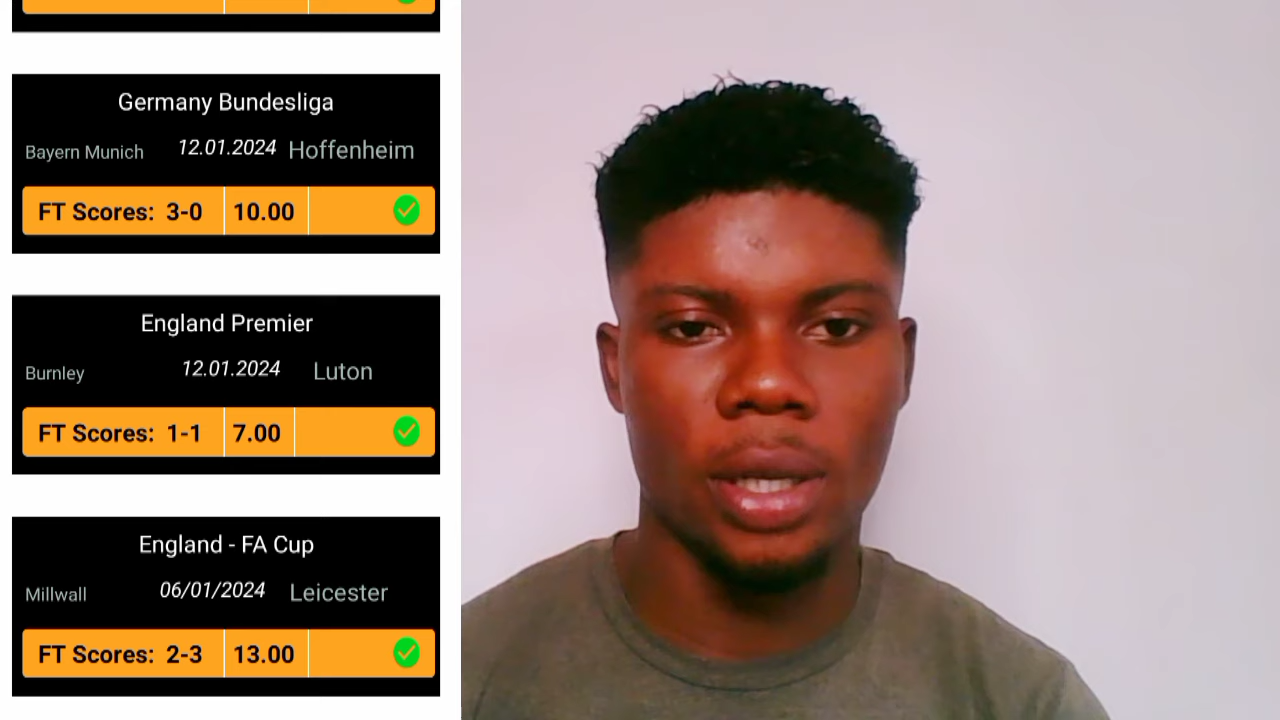 Germany Bundesliga
Bayern Munich 12.01.2024 Hoffenheim
FT Scores: 3-0 10.00
England Premier
Burnley 12.01.2024 Luton
FT Scores: 1-1 7.00
England - FA Cup
Millwall 06/01/2024 Leicester
FT Scores: 2-3 13.00